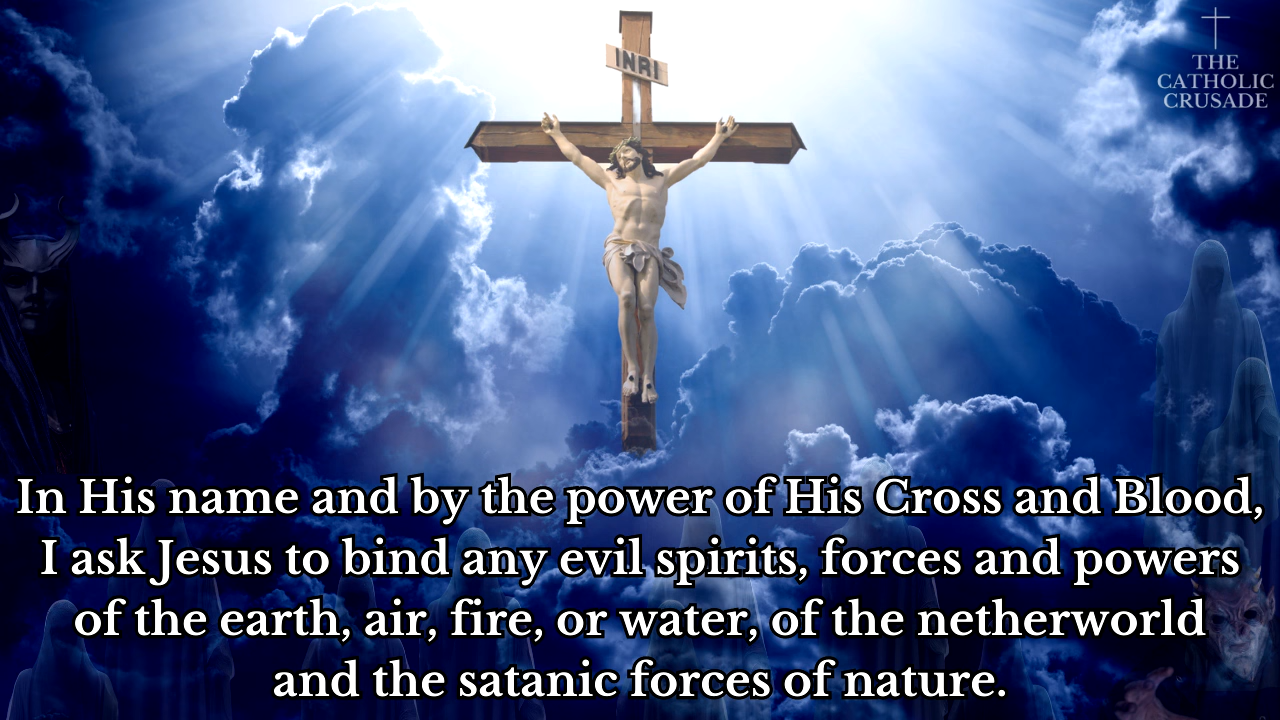 INRI
THE
CATHOLIC
CRUSADE
In His name and by the power of His Cross and Blood,
I ask Jesus to bind any evil spirits, forces and powers
of the earth, air, fire, or water, of the netherworld
and the satanic forces of nature.